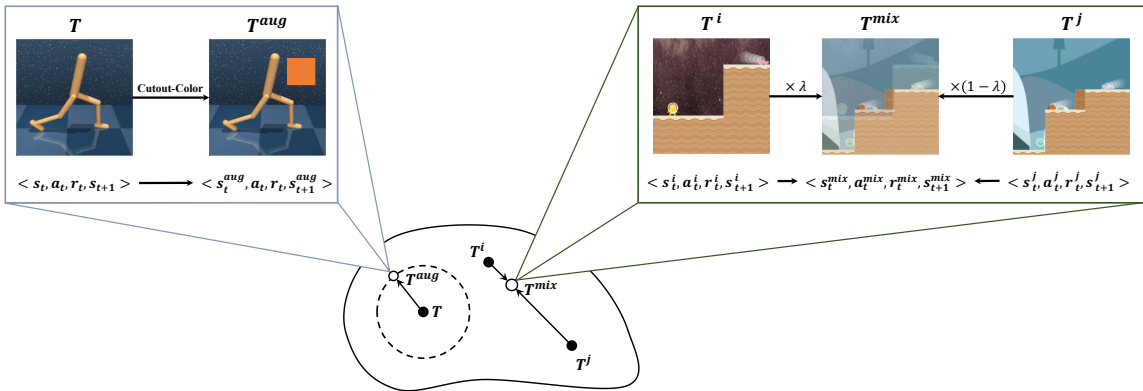 T T^{aug}
Cutout-Color
< s_t, a_t, r_t, s_{t+1} > < s_t^{aug}, a_t, r_t, s_{t+1}^{aug} >
T^i T^{mix} T^j
× λ ×(1 − λ)
< s_t^i, a_t^i, r_t^i, s_{t+1}^i > < s_t^{mix}, a_t^{mix}, r_t^{mix}, s_{t+1}^{mix} > < s_t^j, a_t^j, r_t^j, s_{t+1}^j >
T^i
T^{aug}
T^{mix}
T
T^j